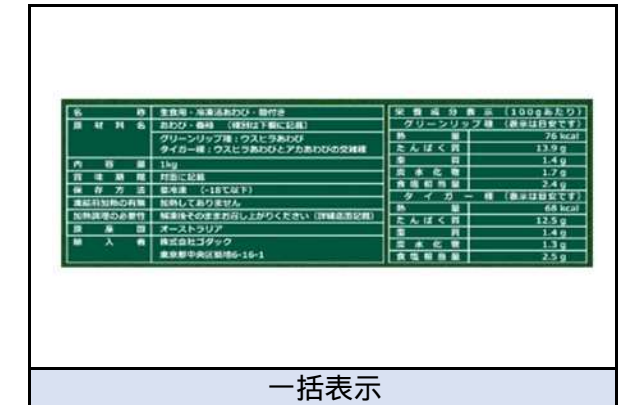 名称 生食用・冷凍活あわび・殻付き
原材料名 あわび・養殖 (種別は下欄に記載)
グリーンリップ種:ウスヒラあわび
タイガー種:ウスヒラあわびとアカあわびの交雑種
内容量 1kg
賞味期限 対面に記載
保存方法 要冷凍 (-18℃以下)
凍結前加熱の有無 加熱してありません
加熱調理の必要性 解凍後そのままお召し上がりください (詳細底面記載)
原産国 オーストラリア
輸入者 株式会社ゴダック
東京都中央区築地6-16-1
栄養成分表示 (100gあたり)
グリーンリップ種 (表示は目安です)
熱量 76 kcal
たんぱく質 13.9 g
脂質 1.4 g
炭水化物 1.7 g
食塩相当量 2.4 g
タイガー種 (表示は目安です)
熱量 68 kcal
たんぱく質 12.5 g
脂質 1.4 g
炭水化物 1.3 g
食塩相当量 2.5 g
一括表示